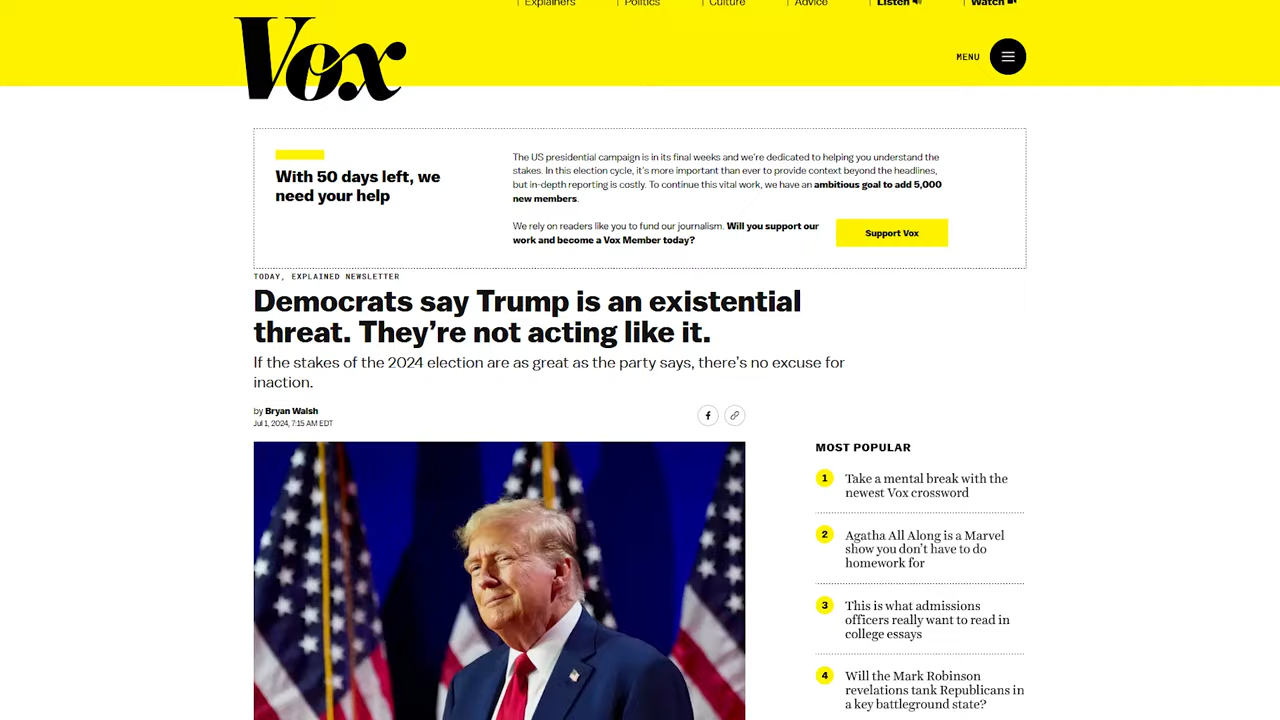 Explainers
Politics
Culture
Advice
Listen
Watch
Vox
MENU
With 50 days left, we
need your help
The US presidential campaign is in its final weeks and we're dedicated to helping you understand the
stakes. In this election cycle, it's more important than ever to provide context beyond the headlines,
but in-depth reporting is costly. To continue this vital work, we have an ambitious goal to add 5,000
new members.
We rely on readers like you to fund our journalism. Will you support our
work and become a Vox Member today?
Support Vox
TODAY, EXPLAINED NEWSLETTER
Democrats say Trump is an existential
threat. They're not acting like it.
If the stakes of the 2024 election are as great as the party says, there's no excuse for
inaction.
by Bryan Walsh
Jul 1, 2024, 7:15 AM EDT
MOST POPULAR
1 Take a mental break with the
newest Vox crossword
2 Agatha All Along is a Marvel
show you don't have to do
homework for
3 This is what admissions
officers really want to read in
college essays
4 Will the Mark Robinson
revelations tank Republicans in
a key battleground state?